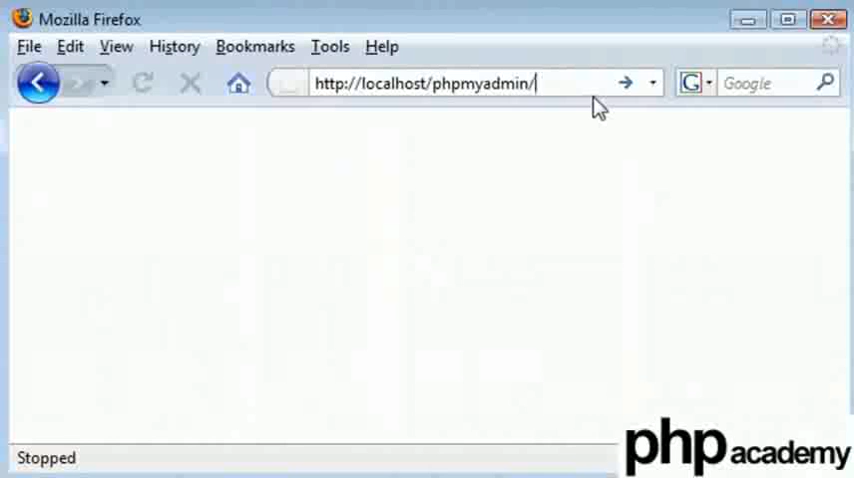 Mozilla Firefox
File Edit View History Bookmarks Tools Help
http://localhost/phpmyadmin/ G Google
Stopped
php academy